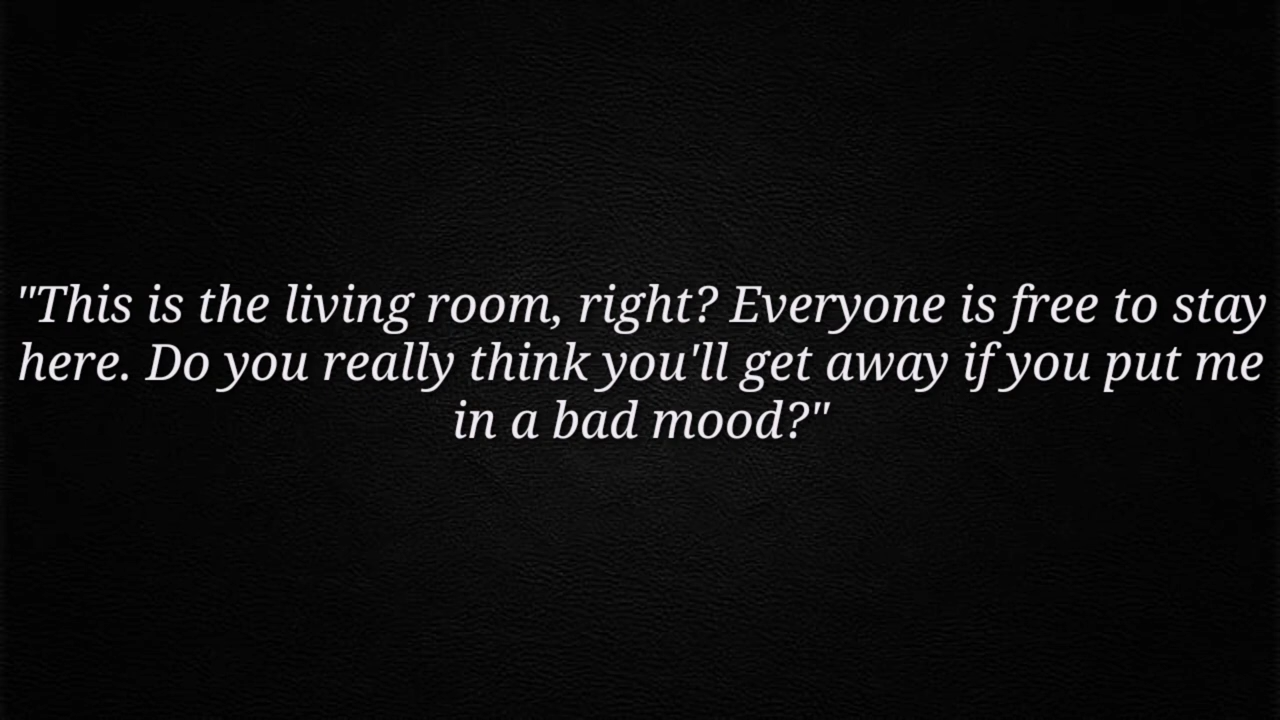 "This is the living room, right? Everyone is free to stay
here. Do you really think you'll get away if you put me
in a bad mood?"